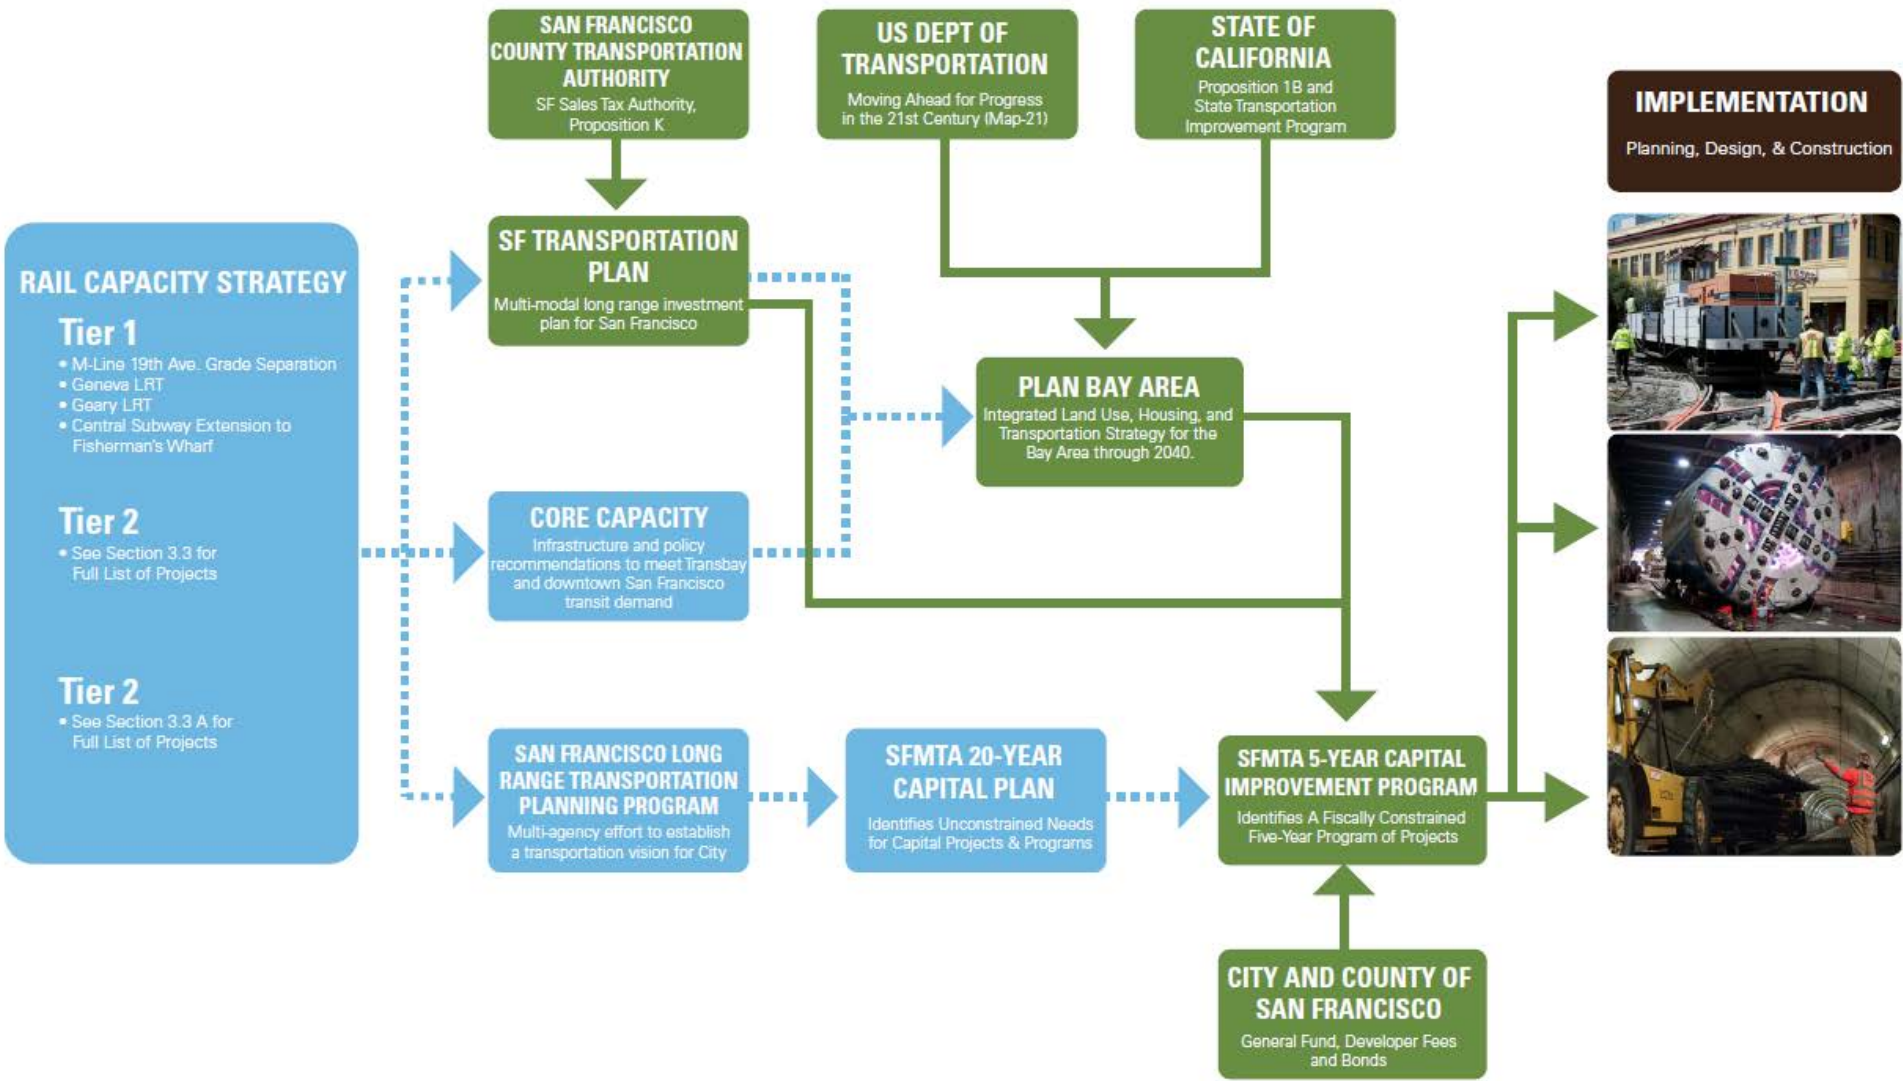 SAN FRANCISCO
COUNTY TRANSPORTATION
AUTHORITY
SF Sales Tax Authority,
Proposition K
US DEPT OF
TRANSPORTATION
Moving Ahead for Progress
in the 21st Century (Map-21)
STATE OF
CALIFORNIA
Proposition 1B and
State Transportation
Improvement Program
IMPLEMENTATION
Planning, Design, & Construction
RAIL CAPACITY STRATEGY
Tier 1
• M-Line 19th Ave. Grade Separation
• Geneva LRT
• Geary LRT
• Central Subway Extension to
Fisherman's Wharf
Tier 2
• See Section 3.3 for
Full List of Projects
Tier 2
• See Section 3.3 A for
Full List of Projects
SF TRANSPORTATION
PLAN
Multi-modal long range investment
plan for San Francisco
PLAN BAY AREA
Integrated Land Use, Housing, and
Transportation Strategy for the
Bay Area through 2040.
CORE CAPACITY
Infrastructure and policy
recommendations to meet Transbay
and downtown San Francisco
transit demand
SAN FRANCISCO LONG
RANGE TRANSPORTATION
PLANNING PROGRAM
Multi-agency effort to establish
a transportation vision for City
SFMTA 20-YEAR
CAPITAL PLAN
Identifies Unconstrained Needs
for Capital Projects & Programs
SFMTA 5-YEAR CAPITAL
IMPROVEMENT PROGRAM
Identifies A Fiscally Constrained
Five-Year Program of Projects
CITY AND COUNTY OF
SAN FRANCISCO
General Fund, Developer Fees
and Bonds